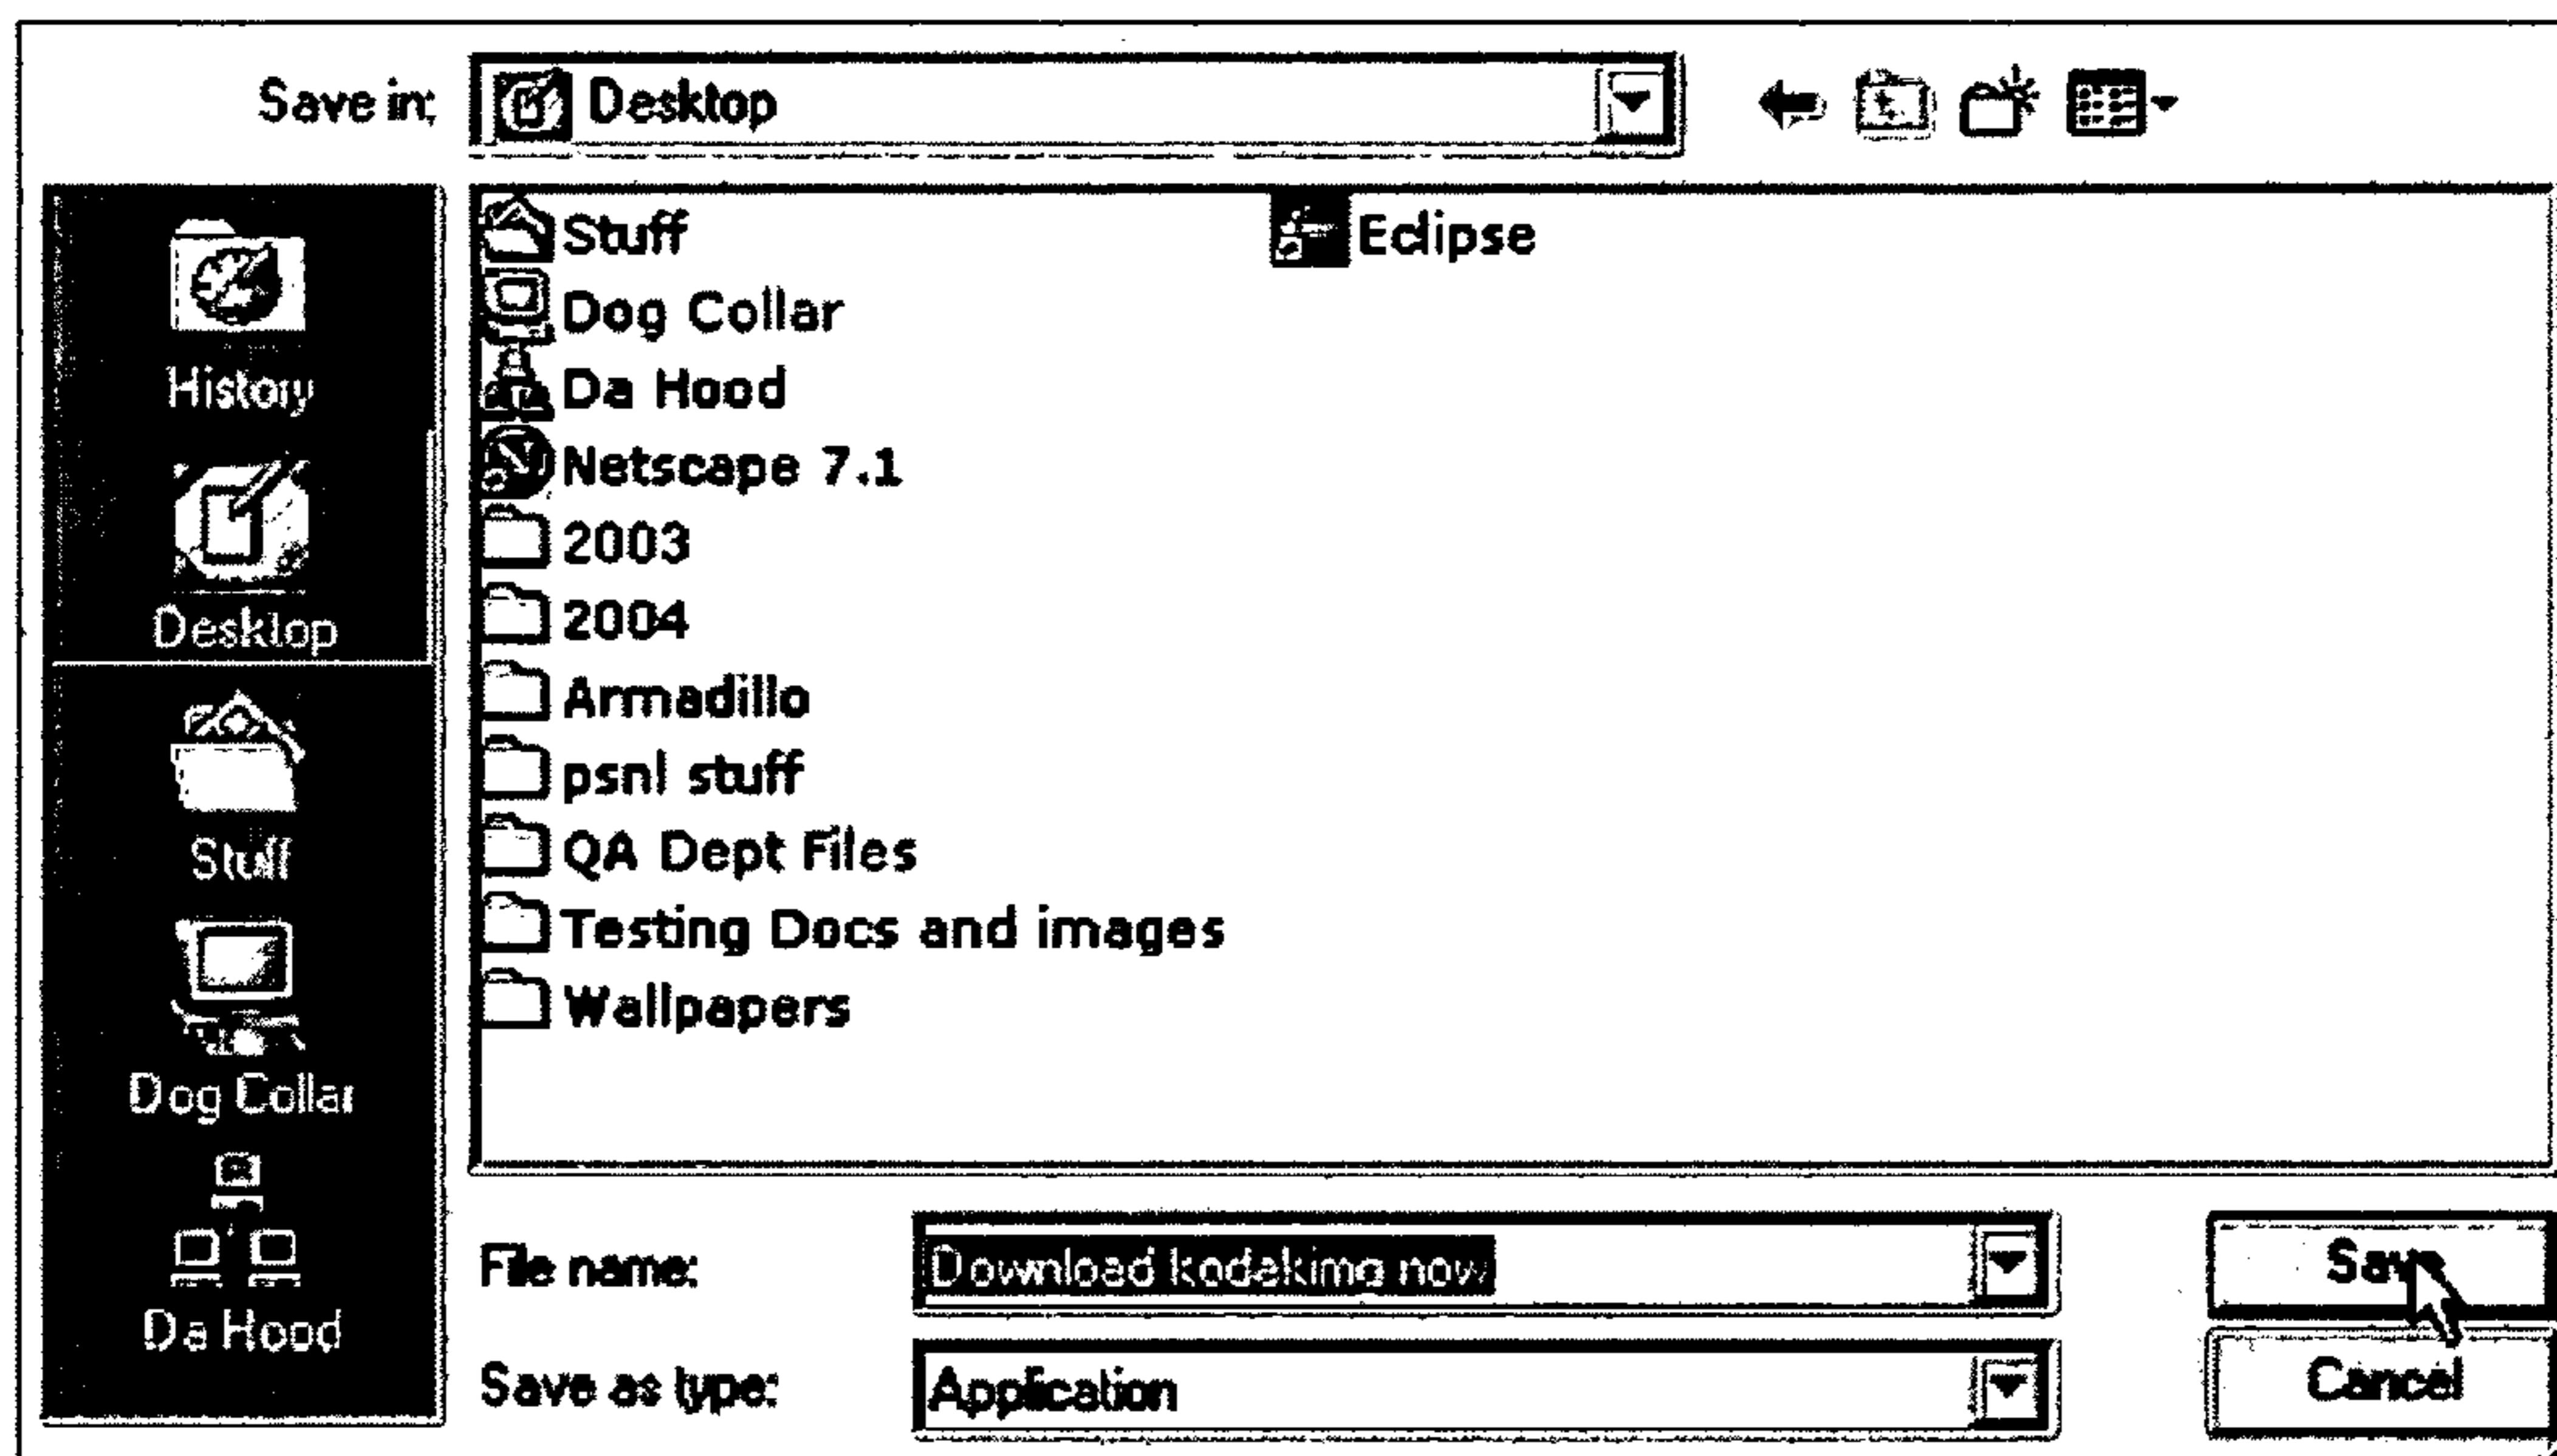 Save in: Desktop
History
Desktop
Stuff
Dog Collar
Da Hood
Stuff
Dog Collar
Da Hood
Netscape 7.1
2003
2004
Armadillo
psnl stuff
QA Dept Files
Testing Docs and images
Wallpapers
Eclipse
File name: Download kodakimg now
Save
Save as type: Application
Cancel